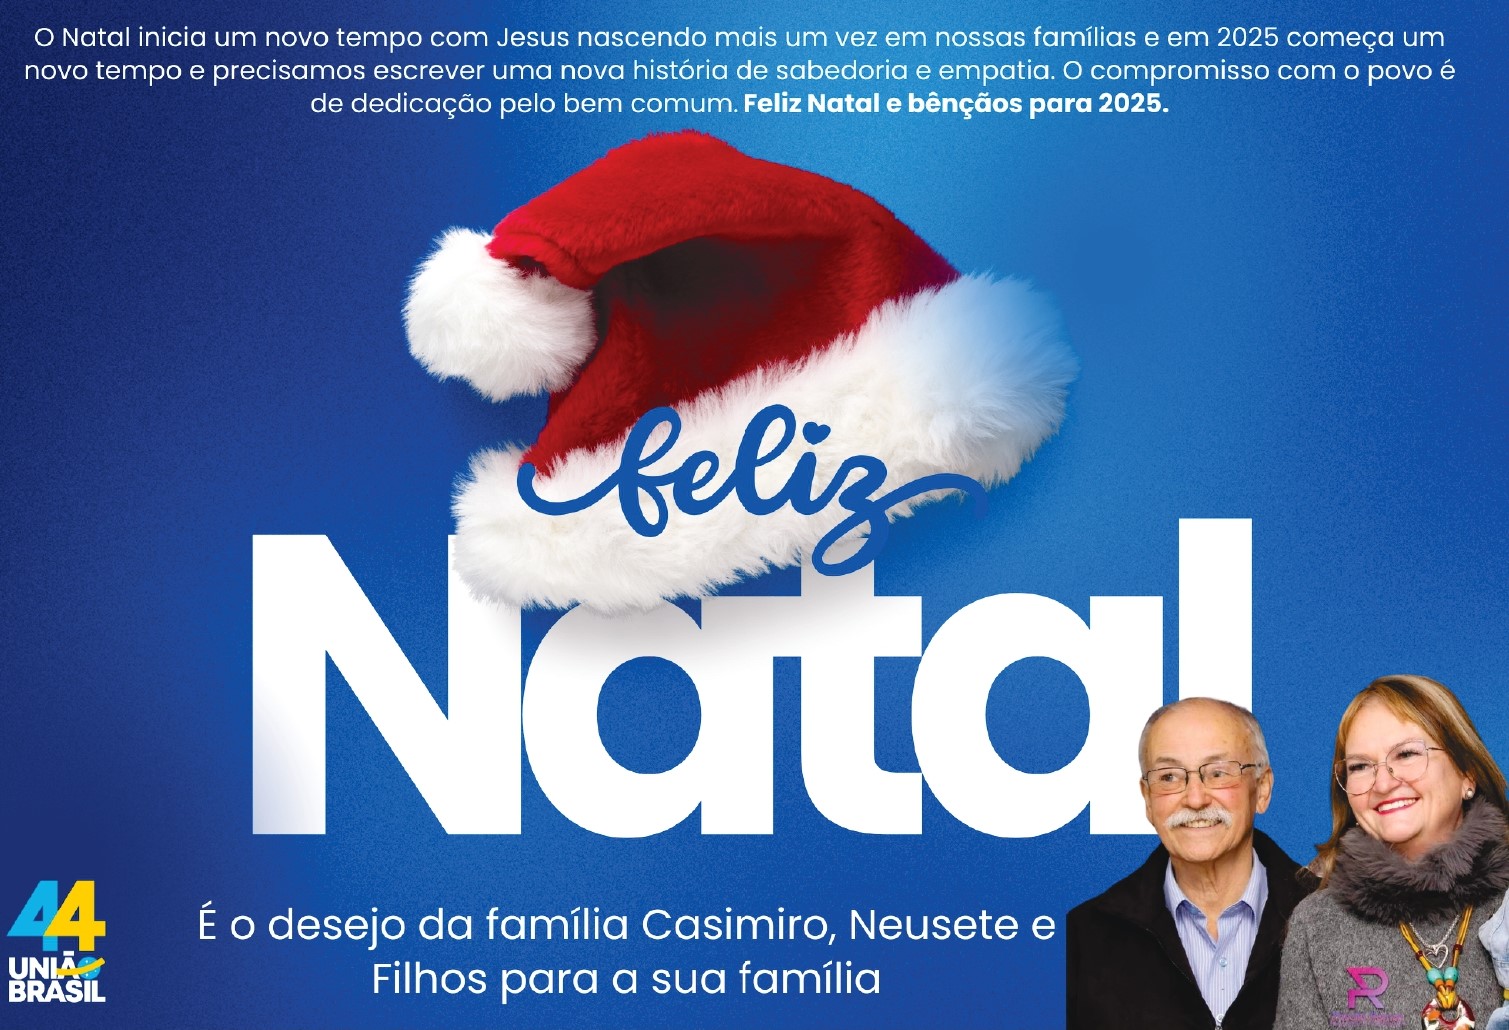 O Natal inicia um novo tempo com Jesus nascendo mais um vez em nossas famílias e em 2025 começa um
novo tempo e precisamos escrever uma nova história de sabedoria e empatia. O compromisso com o povo é
de dedicação pelo bem comum. Feliz Natal e bênçãos para 2025.
feliz
Natal
É o desejo da família Casimiro, Neusete e
Filhos para a sua família
44
UNIÃO
BRASIL